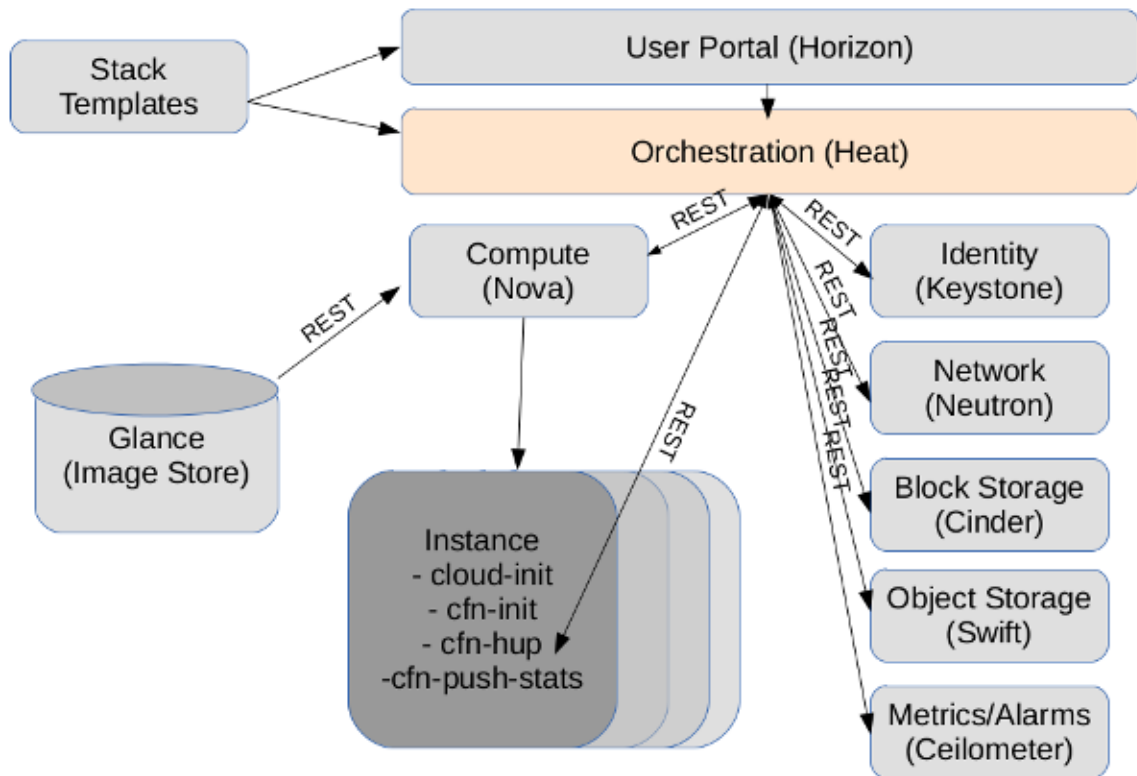 Stack
Templates
User Portal (Horizon)
Orchestration (Heat)
REST
REST
Compute
(Nova)
Identity
(Keystone)
REST
REST
REST
REST
REST
Network
(Neutron)
Glance
(Image Store)
REST
Block Storage
(Cinder)
Instance
- cloud-init
- cfn-init
- cfn-hup
-cfn-push-stats
Object Storage
(Swift)
Metrics/Alarms
(Ceilometer)